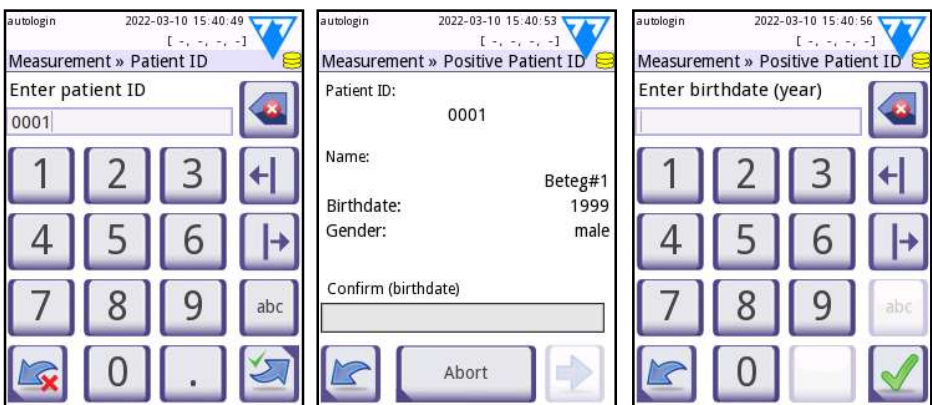 autologin 2022-03-10 15:40:49
[ -, -, -, -]
Measurement » Patient ID
Enter patient ID
0001
1 2 3
4 5 6
7 8 9 abc
0 .
autologin 2022-03-10 15:40:53
[ -, -, -, -]
Measurement » Positive Patient ID
Patient ID:
0001
Name:
Beteg#1
Birthdate: 1999
Gender: male
Confirm (birthdate)
Abort
autologin 2022-03-10 15:40:56
[ -, -, -, -]
Measurement » Positive Patient ID
Enter birthdate (year)
1 2 3
4 5 6
7 8 9 abc
0